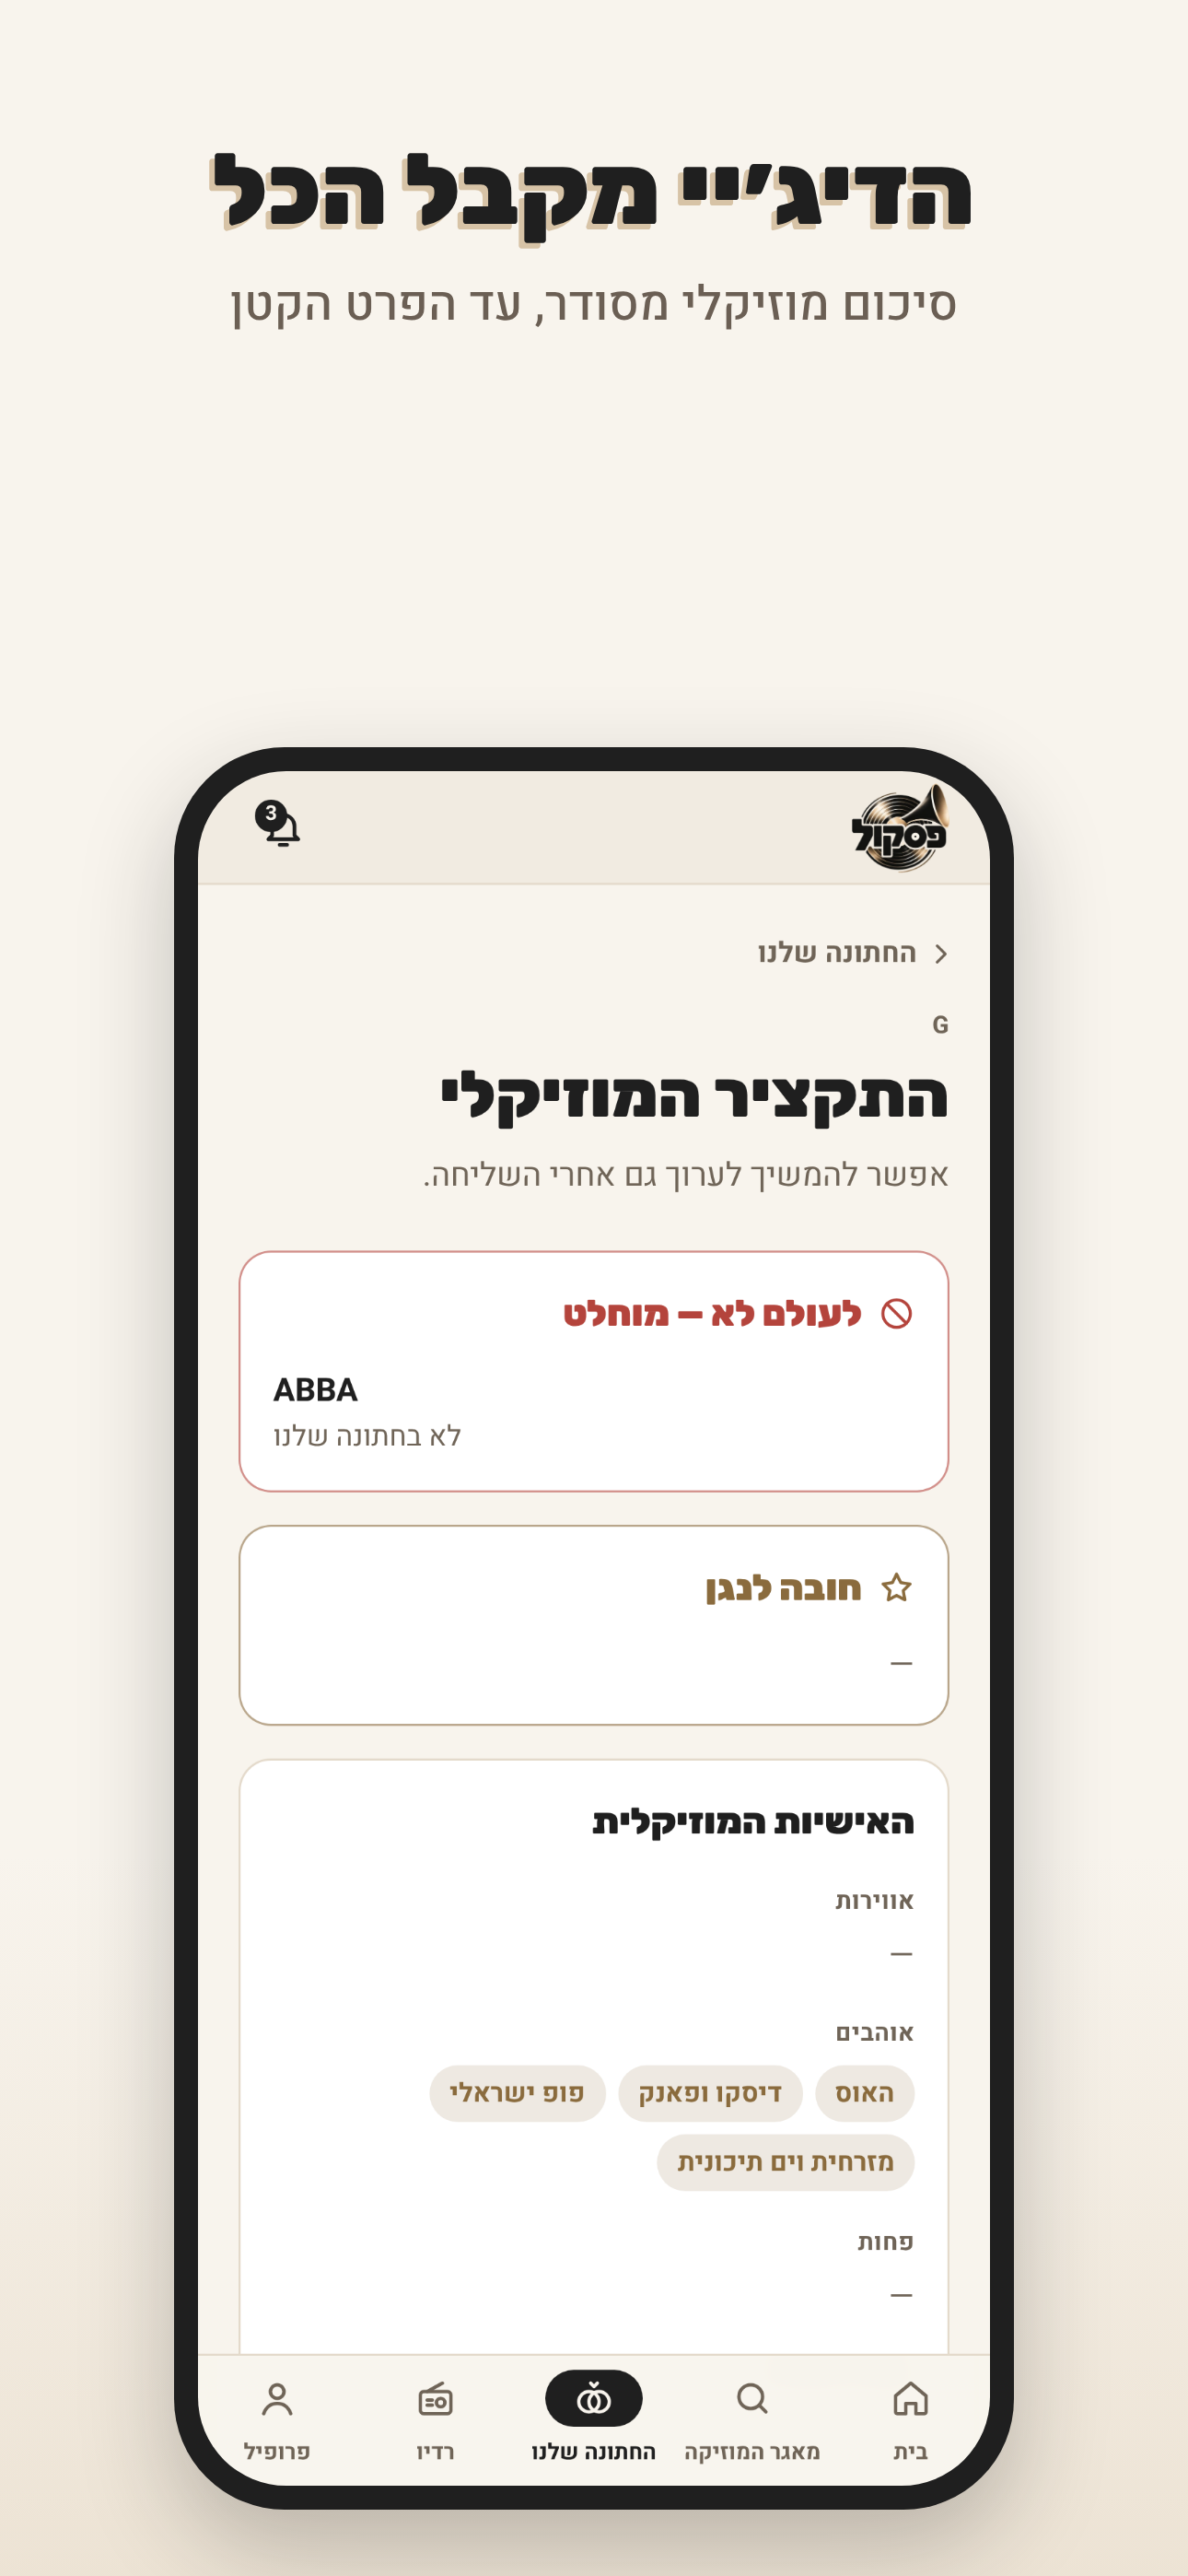 הדיג׳יי מקבל הכל
סיכום מוזיקלי מסודר, עד הפרט הקטן
פסקול
3
החתונה שלנו
G
התקציר המוזיקלי
אפשר להמשיך לערוך גם אחרי השליחה.
לעולם לא – מוחלט
ABBA
לא בחתונה שלנו
חובה לנגן
—
האישיות המוזיקלית
אווירות
—
אוהבים
האוס דיסקו ופאנק פופ ישראלי
מזרחית וים תיכונית
פחות
—
בית מאגר המוזיקה החתונה שלנו רדיו פרופיל